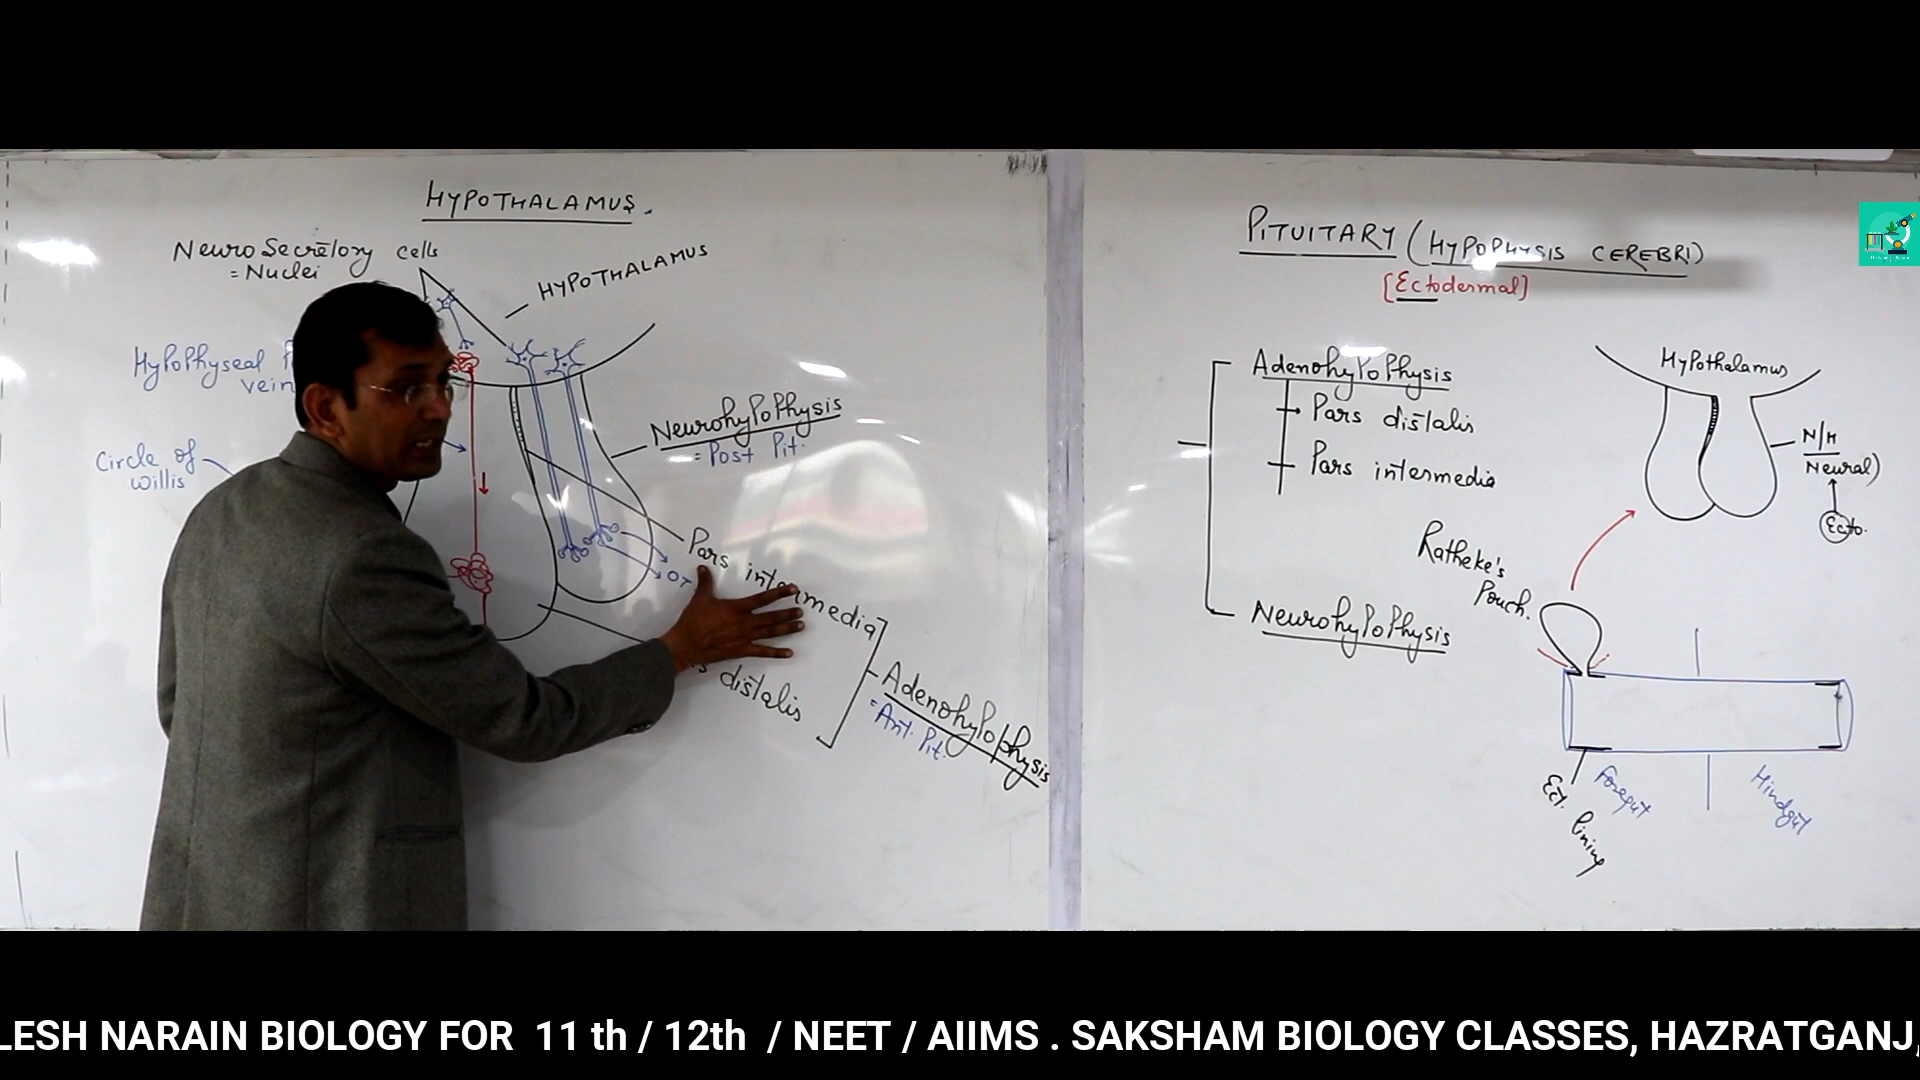 HYPOTHALAMUS
NeuroSecretory cells
= Nuclei
HYPOTHALAMUS
Hypophyseal
vein
Circle of
willis
Neurohypophysis
= Post Pit.
OT
Pars intermedia
distalis
Adenohypophysis
= Ant. Pit.
PITUITARY (HYPOPHYSIS CEREBRI)
[Ectodermal]
Adenohypophysis
Pars distalis
Pars intermedia
Neurohypophysis
Hypothalamus
N/H
Neural)
Ecto.
Ratheke's
Pouch.
Ect. lining
Foregut
Hindgut
LESH NARAIN BIOLOGY FOR 11 th / 12th / NEET / AIIMS . SAKSHAM BIOLOGY CLASSES, HAZRATGANJ,